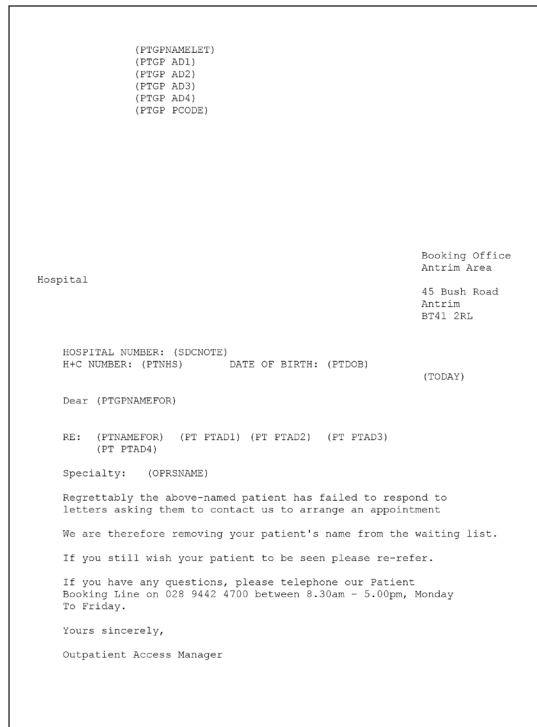 (PTGPNAMELET)
(PTGP AD1)
(PTGP AD2)
(PTGP AD3)
(PTGP AD4)
(PTGP PCODE)
Booking Office
Antrim Area
Hospital
45 Bush Road
Antrim
BT41 2RL
HOSPITAL NUMBER: (SDCNOTE)
H+C NUMBER: (PTNHS) DATE OF BIRTH: (PTDOB)
(TODAY)
Dear (PTGPNAMEFOR)
RE: (PTNAMEFOR) (PT PTAD1) (PT PTAD2) (PT PTAD3)
(PT PTAD4)
Specialty: (OPRSNAME)
Regrettably the above-named patient has failed to respond to
letters asking them to contact us to arrange an appointment
We are therefore removing your patient's name from the waiting list.
If you still wish your patient to be seen please re-refer.
If you have any questions, please telephone our Patient
Booking Line on 028 9442 4700 between 8.30am - 5.00pm, Monday
To Friday.
Yours sincerely,
Outpatient Access Manager